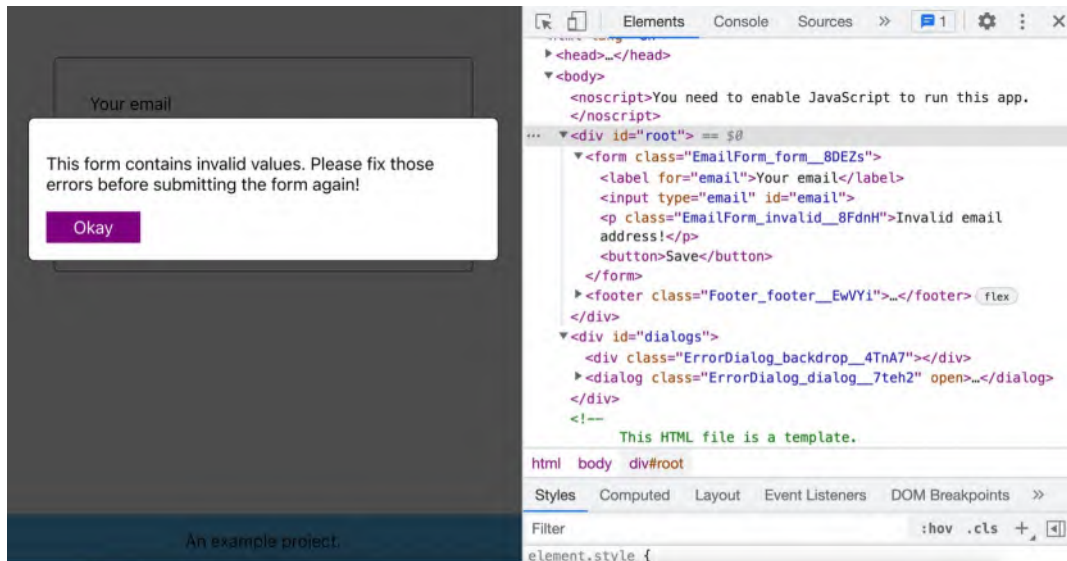 Your email
This form contains invalid values. Please fix those
errors before submitting the form again!
Okay
An example project.
Elements Console Sources » 1
▶<head>…</head>
▼<body>
<noscript>You need to enable JavaScript to run this app.
</noscript>
… ▼<div id="root"> == $0
▼<form class="EmailForm_form__8DEZs">
<label for="email">Your email</label>
<input type="email" id="email">
<p class="EmailForm_invalid__8FdnH">Invalid email
address!</p>
<button>Save</button>
</form>
▶<footer class="Footer_footer__EwVYi">…</footer> flex
</div>
▼<div id="dialogs">
<div class="ErrorDialog_backdrop__4TnA7"></div>
▶<dialog class="ErrorDialog_dialog__7teh2" open>…</dialog>
</div>
<!--
This HTML file is a template.
html body div#root
Styles Computed Layout Event Listeners DOM Breakpoints »
Filter :hov .cls +
element.style {